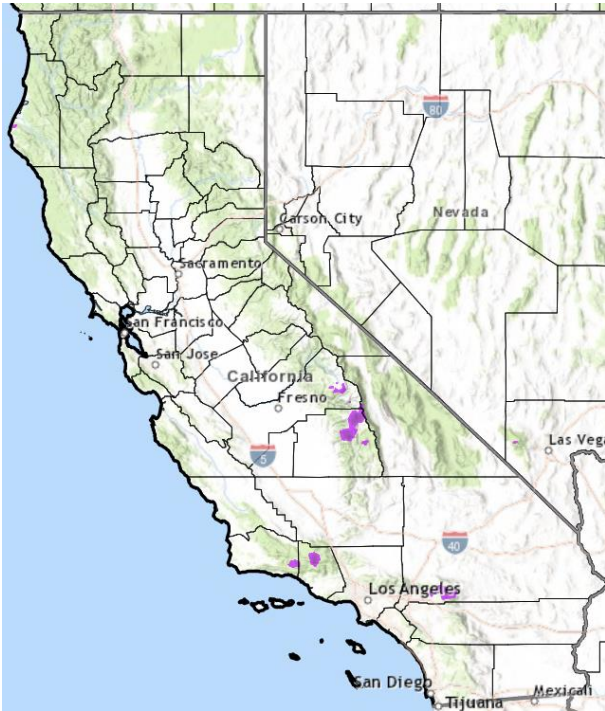 80
Carson City
Nevada
Sacramento
San Francisco
San Jose
California
Fresno
Las Vega
5
40
Los Angeles
San Diego
Mexicali
Tijuana